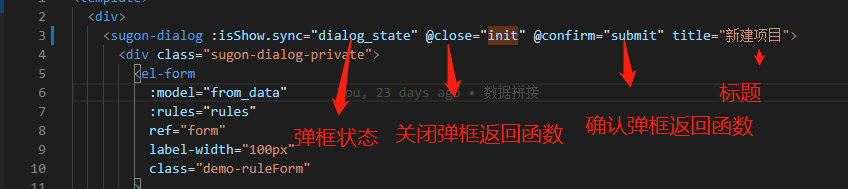 <template>
2 <div>
3 <sugon-dialog :isShow.sync="dialog_state" @close="init" @confirm="submit" title="新建项目">
4 <div class="sugon-dialog-private">
5 <el-form
6 :model="from_data" You, 23 days ago • 数据拼接
标题
7 :rules="rules"
弹框状态 关闭弹框返回函数 确认弹框返回函数
8 ref="form"
9 label-width="100px"
10 class="demo-ruleForm"
11 >